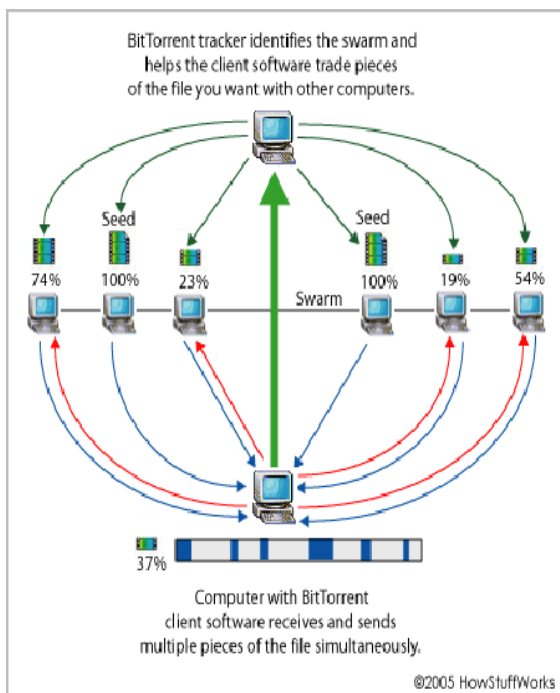 BitTorrent tracker identifies the swarm and
helps the client software trade pieces
of the file you want with other computers.
Seed
Seed
74%
100%
23%
100%
19%
54%
Swarm
37%
Computer with BitTorrent
client software receives and sends
multiple pieces of the file simultaneously.
©2005 HowStuffWorks